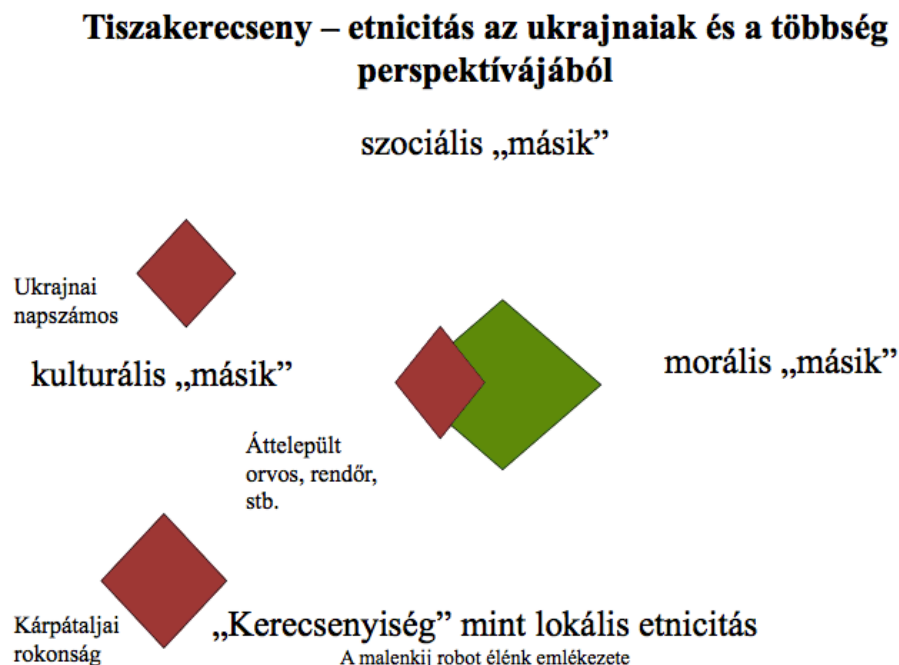 Tiszakerecseny – etnicitás az ukrajnaiak és a többség
perspektívájából
szociális „másik”
Ukrajnai
napszámos
kulturális „másik”
morális „másik”
Áttelepült
orvos, rendőr,
stb.
Kárpátaljai
rokonság
„Kerecsenyiség” mint lokális etnicitás
A malenkij robot élénk emlékezete